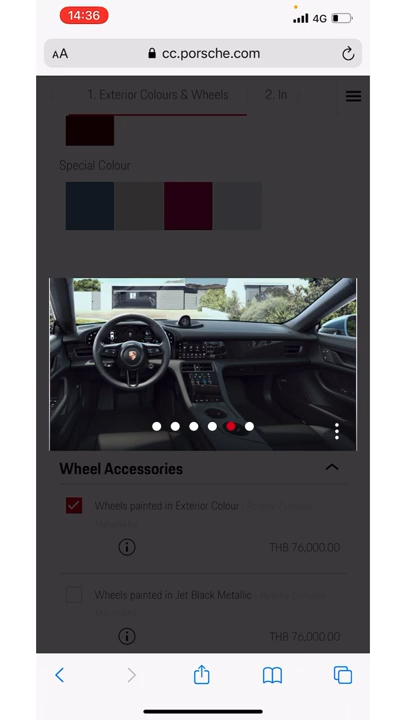 14:36
4G
AA
cc.porsche.com
1. Exterior Colours & Wheels
2. In
Special Colour
Wheel Accessories
Wheels painted in Exterior Colour
THB 76,000.00
Wheels painted in Jet Black Metallic
THB 76,000.00